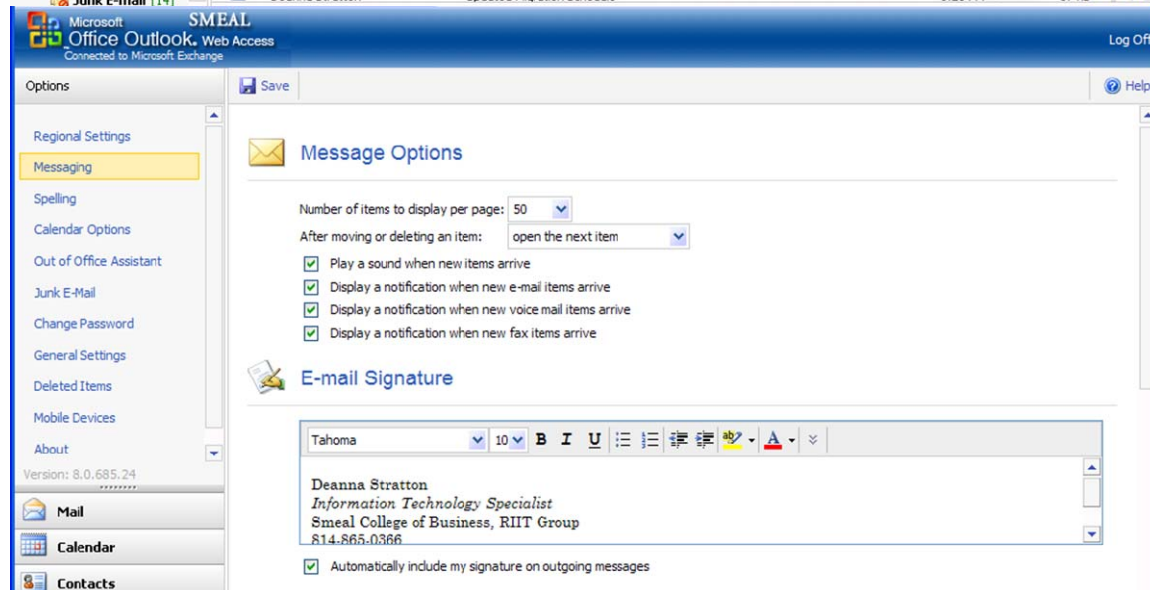 Junk E-mail [14]
Microsoft SMEAL
Office Outlook. Web Access
Connected to Microsoft Exchange
Log Off
Options
Save
Help
Regional Settings
Messaging
Spelling
Calendar Options
Out of Office Assistant
Junk E-Mail
Change Password
General Settings
Deleted Items
Mobile Devices
About
Version: 8.0.685.24
Mail
Calendar
Contacts
Message Options
Number of items to display per page: 50
After moving or deleting an item: open the next item
Play a sound when new items arrive
Display a notification when new e-mail items arrive
Display a notification when new voice mail items arrive
Display a notification when new fax items arrive
E-mail Signature
Tahoma 10 B I U ab A
Deanna Stratton
Information Technology Specialist
Smeal College of Business, RIIT Group
814-865-0366
Automatically include my signature on outgoing messages